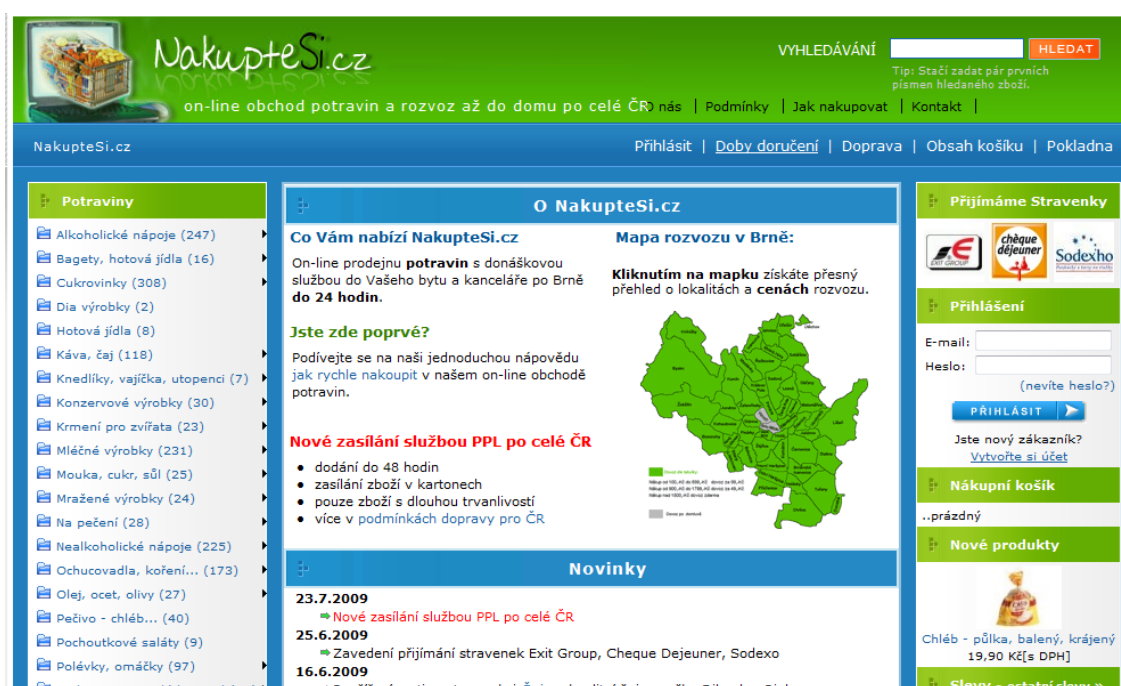 NakupteSi.cz
on-line obchod potravin a rozvoz až do domu po celé ČR
VYHLEDÁVÁNÍ
HLEDAT
Tip: Stačí zadat pár prvních
písmen hledaného zboží.
O nás | Podmínky | Jak nakupovat | Kontakt |
NakupteSi.cz
Přihlásit | Doby doručení | Doprava | Obsah košíku | Pokladna
Potraviny
Alkoholické nápoje (247)
Bagety, hotová jídla (16)
Cukrovinky (308)
Dia výrobky (2)
Hotová jídla (8)
Káva, čaj (118)
Knedlíky, vajíčka, utopenci (7)
Konzervové výrobky (30)
Krmení pro zvířata (23)
Mléčné výrobky (231)
Mouka, cukr, sůl (25)
Mražené výrobky (24)
Na pečení (28)
Nealkoholické nápoje (225)
Ochucovadla, koření... (173)
Olej, ocet, olivy (27)
Pečivo - chléb... (40)
Pochoutkové saláty (9)
Polévky, omáčky (97)
O NakupteSi.cz
Co Vám nabízí NakupteSi.cz
On-line prodejnu potravin s donáškovou
službou do Vašeho bytu a kanceláře po Brně
do 24 hodin.
Jste zde poprvé?
Podívejte se na naši jednoduchou nápovědu
jak rychle nakoupit v našem on-line obchodě
potravin.
Nové zasílání službou PPL po celé ČR
dodání do 48 hodin
zasílání zboží v kartonech
pouze zboží s dlouhou trvanlivostí
více v podmínkách dopravy pro ČR
Mapa rozvozu v Brně:
Kliknutím na mapku získáte přesný
přehled o lokalitách a cenách rozvozu.
Novinky
23.7.2009
Nové zasílání službou PPL po celé ČR
25.6.2009
Zavedení přijímání stravenek Exit Group, Cheque Dejeuner, Sodexo
16.6.2009
Přijímáme Stravenky
EXIT GROUP
chèque
déjeuner
Sodexho
Přihlášení
E-mail:
Heslo:
(nevíte heslo?)
PŘIHLÁSIT
Jste nový zákazník?
Vytvořte si účet
Nákupní košík
..prázdný
Nové produkty
Chléb - půlka, balený, krájený
19,90 Kč[s DPH]
Slevy - ostatní slevy »